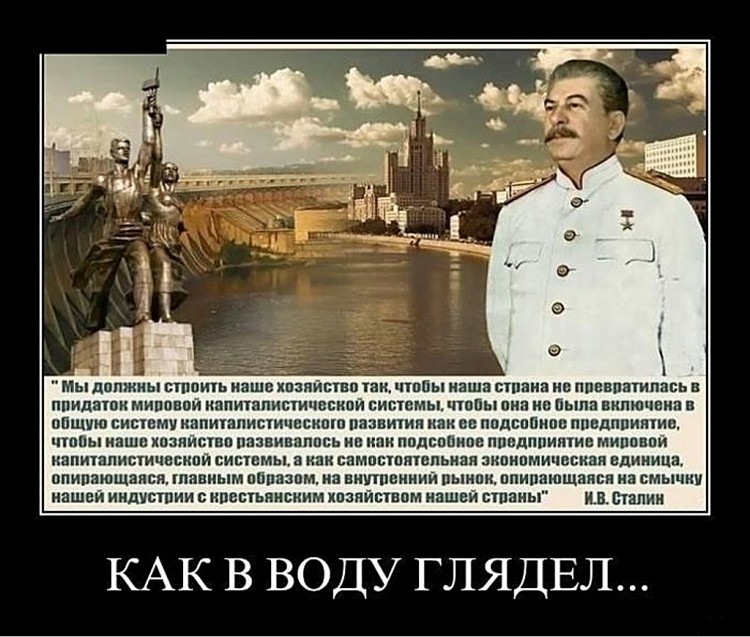 " Мы должны строить наше хозяйство так, чтобы наша страна не превратилась в
придаток мировой капиталистической системы, чтобы она не была включена в
общую систему капиталистического развития как ее подсобное предприятие,
чтобы наше хозяйство развивалось не как подсобное предприятие мировой
капиталистической системы, а как самостоятельная экономическая единица,
опирающаяся, главным образом, на внутренний рынок, опирающаяся на смычку
нашей индустрии с крестьянским хозяйством нашей страны" И.В. Сталин
КАК В ВОДУ ГЛЯДЕЛ...